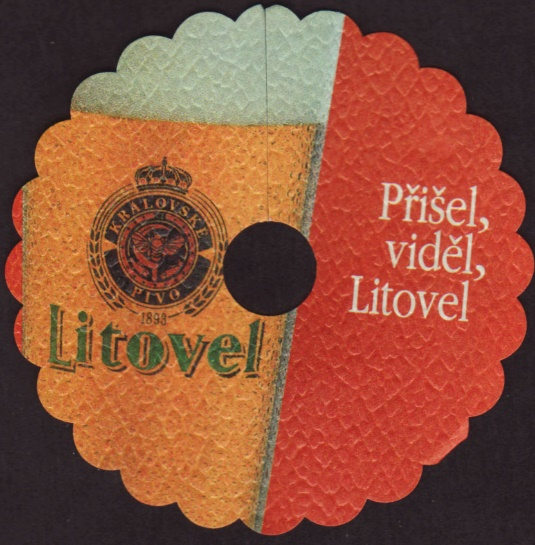 KRÁLOVSKÉ
PIVO
1893
Litovel
Přišel,
viděl,
Litovel